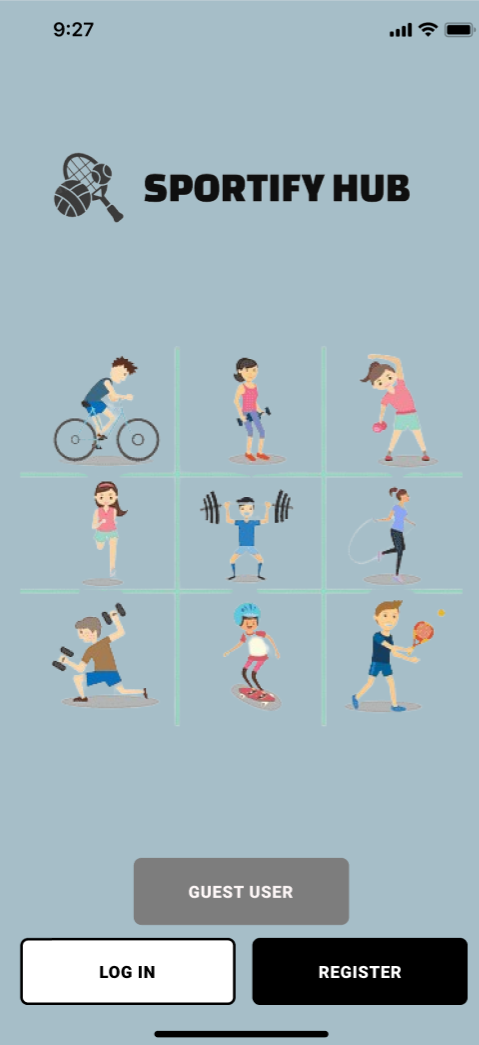 9:27
SPORTIFY HUB
GUEST USER
LOG IN
REGISTER